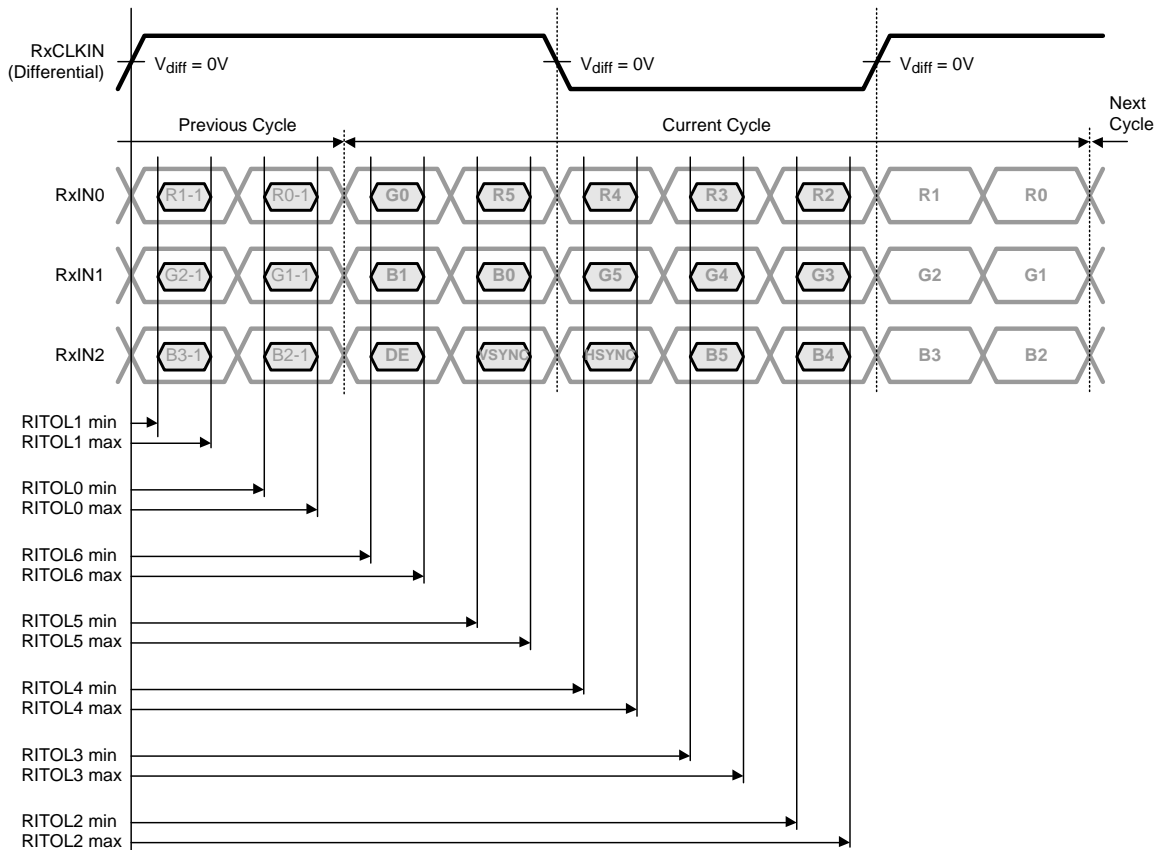 RxCLKIN
(Differential)
Vdiff = 0V
Vdiff = 0V
Vdiff = 0V
Previous Cycle
Current Cycle
Next
Cycle
RxIN0
R1-1
R0-1
G0
R5
R4
R3
R2
R1
R0
RxIN1
G2-1
G1-1
B1
B0
G5
G4
G3
G2
G1
RxIN2
B3-1
B2-1
DE
VSYNC
HSYNC
B5
B4
B3
B2
RITOL1 min
RITOL1 max
RITOL0 min
RITOL0 max
RITOL6 min
RITOL6 max
RITOL5 min
RITOL5 max
RITOL4 min
RITOL4 max
RITOL3 min
RITOL3 max
RITOL2 min
RITOL2 max